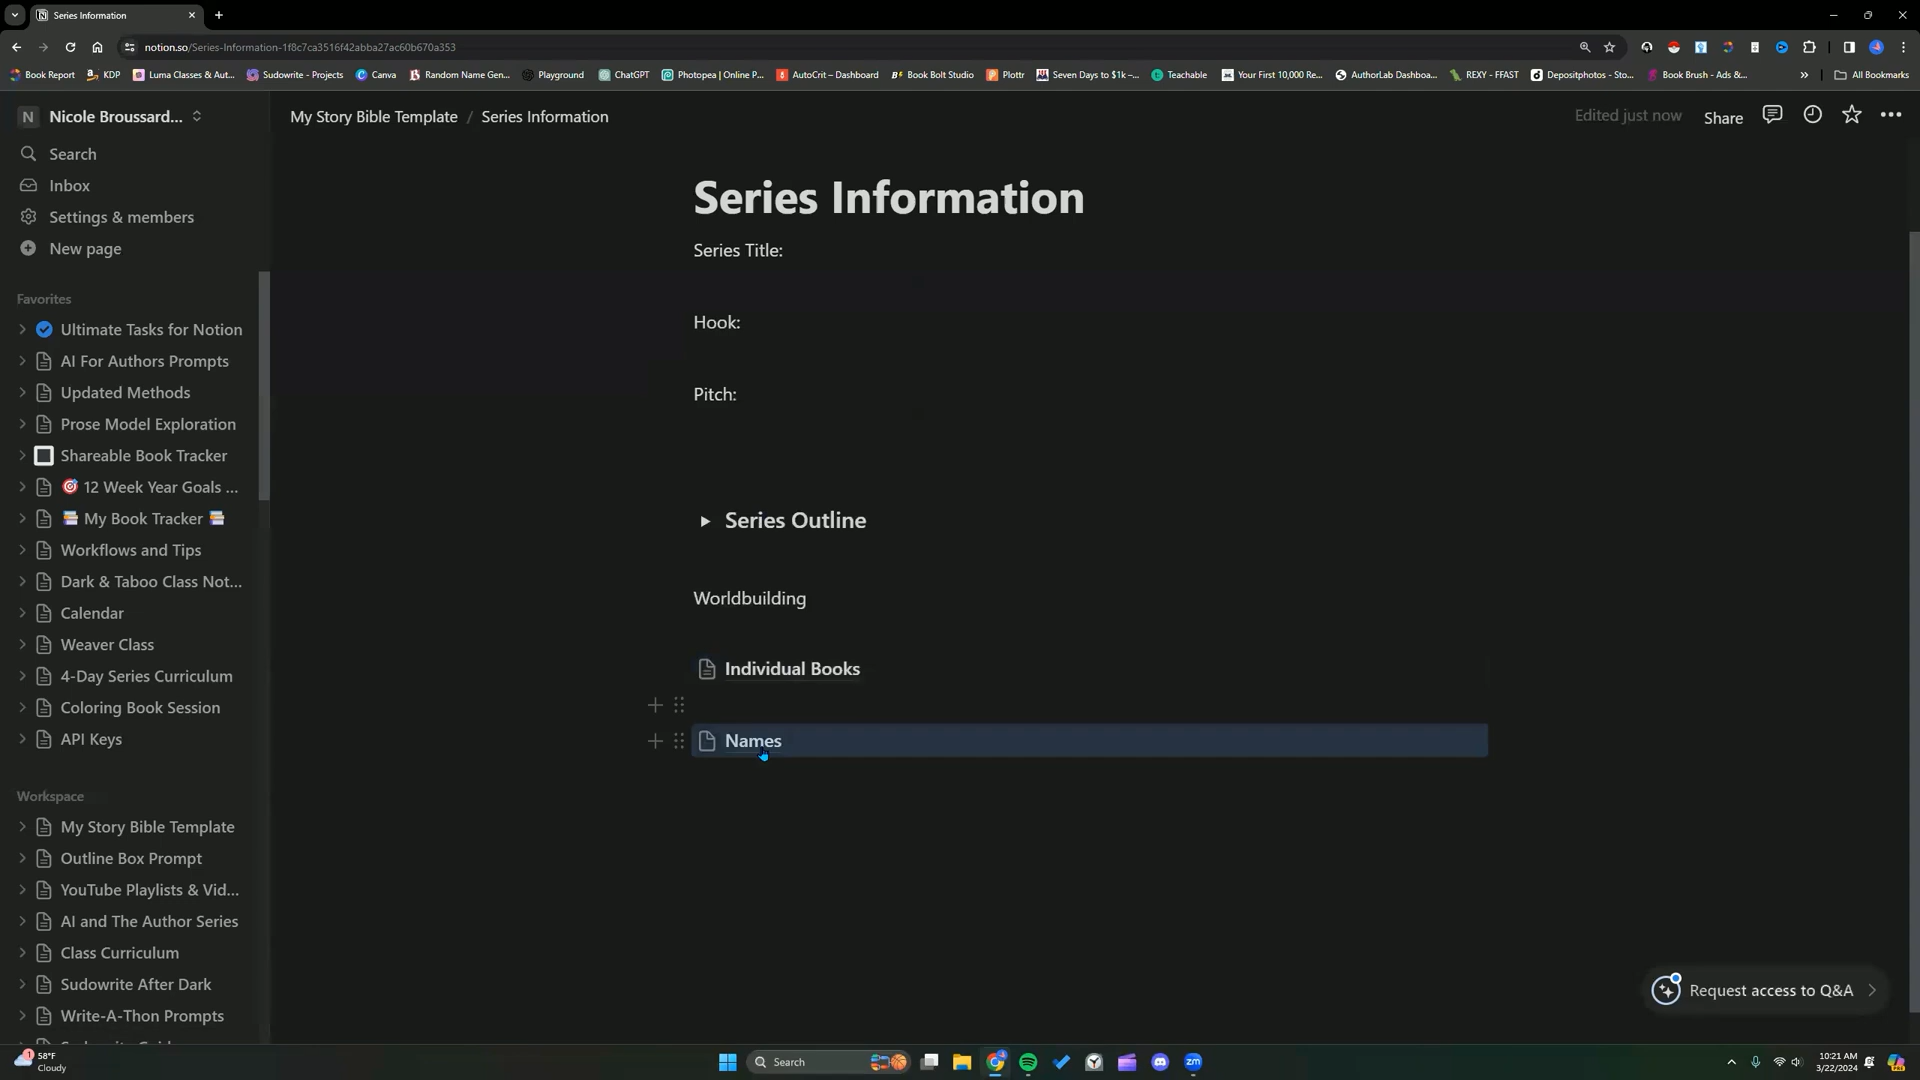 Series Information
notion.so/Series-Information-1f8c7ca3516f42abba27ac60b670a353
Book Report
KDP
Luma Classes & Aut...
Sudowrite - Projects
Canva
Random Name Gen...
Playground
ChatGPT
Photopea | Online P...
AutoCrit – Dashboard
Book Bolt Studio
Plottr
Seven Days to $1k –...
Teachable
Your First 10,000 Re...
AuthorLab Dashboa...
REXY - FFAST
Depositphotos - Sto...
Book Brush - Ads &...
All Bookmarks
N Nicole Broussard...
My Story Bible Template / Series Information
Edited just now
Share
Search
Inbox
Settings & members
New page
Favorites
Ultimate Tasks for Notion
AI For Authors Prompts
Updated Methods
Prose Model Exploration
Shareable Book Tracker
12 Week Year Goals ...
My Book Tracker
Workflows and Tips
Dark & Taboo Class Not...
Calendar
Weaver Class
4-Day Series Curriculum
Coloring Book Session
API Keys
Workspace
My Story Bible Template
Outline Box Prompt
YouTube Playlists & Vid...
AI and The Author Series
Class Curriculum
Sudowrite After Dark
Write-A-Thon Prompts
Series Information
Series Title:
Hook:
Pitch:
Series Outline
Worldbuilding
Individual Books
Names
Request access to Q&A
1
58°F
Cloudy
Search
zm
10:21 AM
3/22/2024